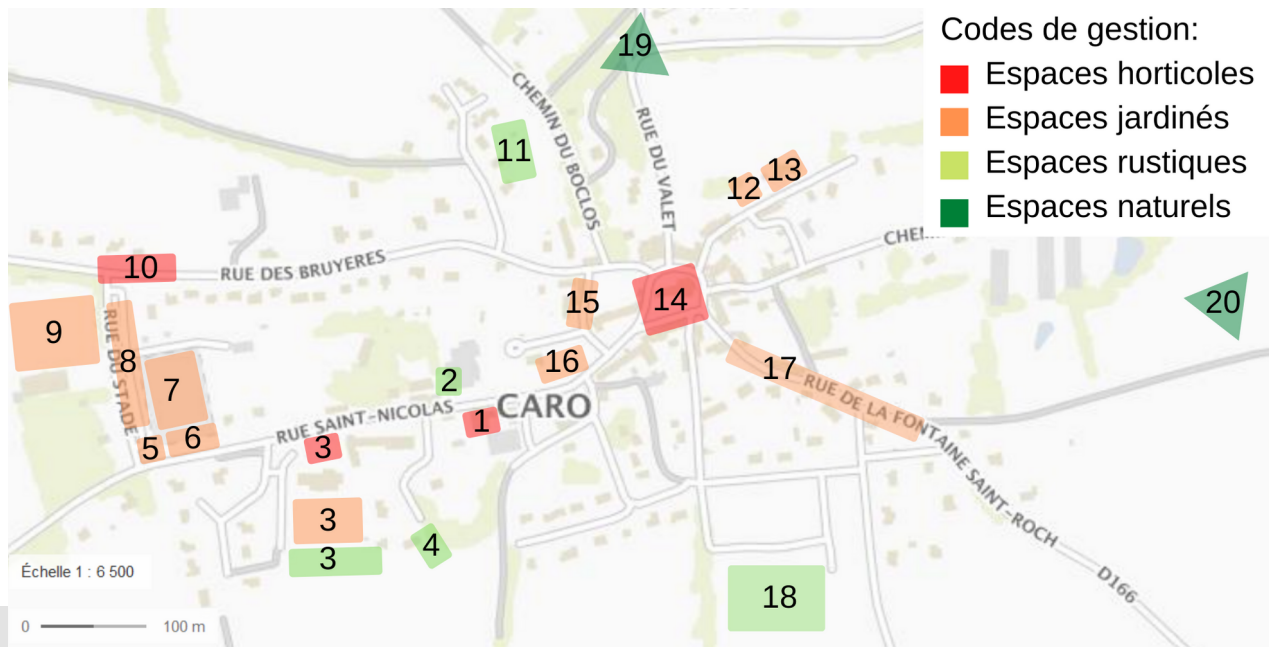 Codes de gestion:
Espaces horticoles
Espaces jardinés
Espaces rustiques
Espaces naturels
19
CHEMIN DU BOCLOS
RUE DU VALET
11
12
13
CHEM
10
RUE DES BRUYERES
15
14
20
9
RUE DU STADE
8
7
16
17
RUE DE LA FONTAINE SAINT-ROCH
2
CARO
1
RUE SAINT-NICOLAS
5
6
3
3
3
4
18
D166
Échelle 1 : 6 500
0 100 m